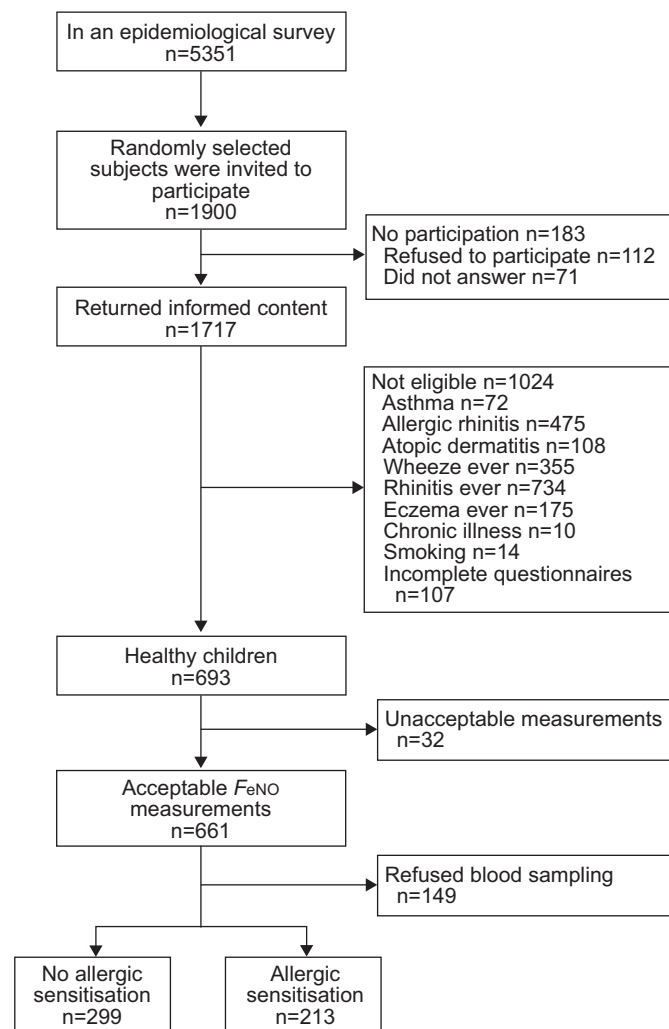 In an epidemiological survey
n=5351
Randomly selected
subjects were invited to
participate
n=1900
No participation n=183
Refused to participate n=112
Did not answer n=71
Returned informed content
n=1717
Not eligible n=1024
Asthma n=72
Allergic rhinitis n=475
Atopic dermatitis n=108
Wheeze ever n=355
Rhinitis ever n=734
Eczema ever n=175
Chronic illness n=10
Smoking n=14
Incomplete questionnaires
n=107
Healthy children
n=693
Unacceptable measurements
n=32
Acceptable FeNO
measurements
n=661
Refused blood sampling
n=149
No allergic
sensitisation
n=299
Allergic
sensitisation
n=213